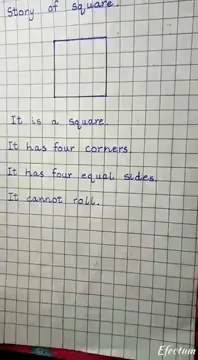 Story of square.
It is a square.
It has four corners.
It has four equal sides.
It cannot roll.
Efectum